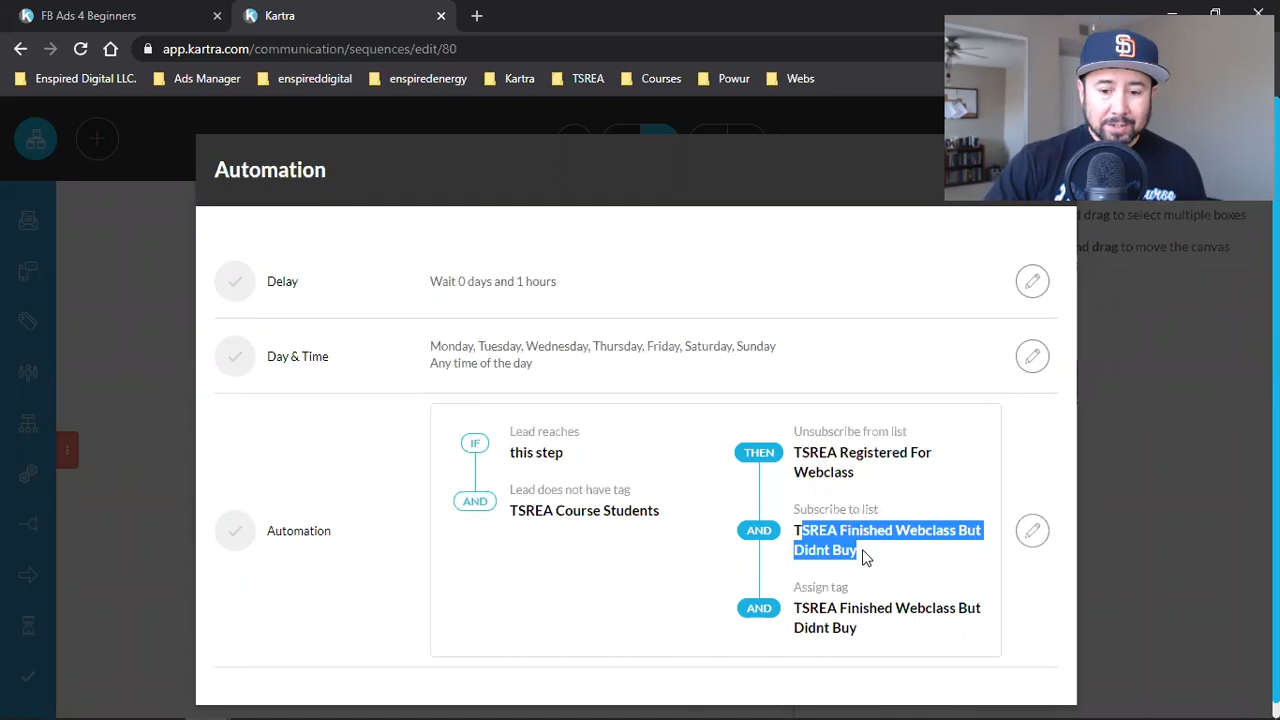 FB Ads 4 Beginners
Kartra
app.kartra.com/communication/sequences/edit/80
Enspired Digital LLC.
Ads Manager
enspireddigital
enspiredenergy
Kartra
TSREA
Courses
Powur
Webs
SD
Automation
d drag to select multiple boxes
nd drag to move the canvas
Delay
Wait 0 days and 1 hours
Day & Time
Monday, Tuesday, Wednesday, Thursday, Friday, Saturday, Sunday
Any time of the day
Automation
IF
Lead reaches
this step
AND
Lead does not have tag
TSREA Course Students
THEN
Unsubscribe from list
TSREA Registered For
Webclass
AND
Subscribe to list
TSREA Finished Webclass But
Didnt Buy
AND
Assign tag
TSREA Finished Webclass But
Didnt Buy